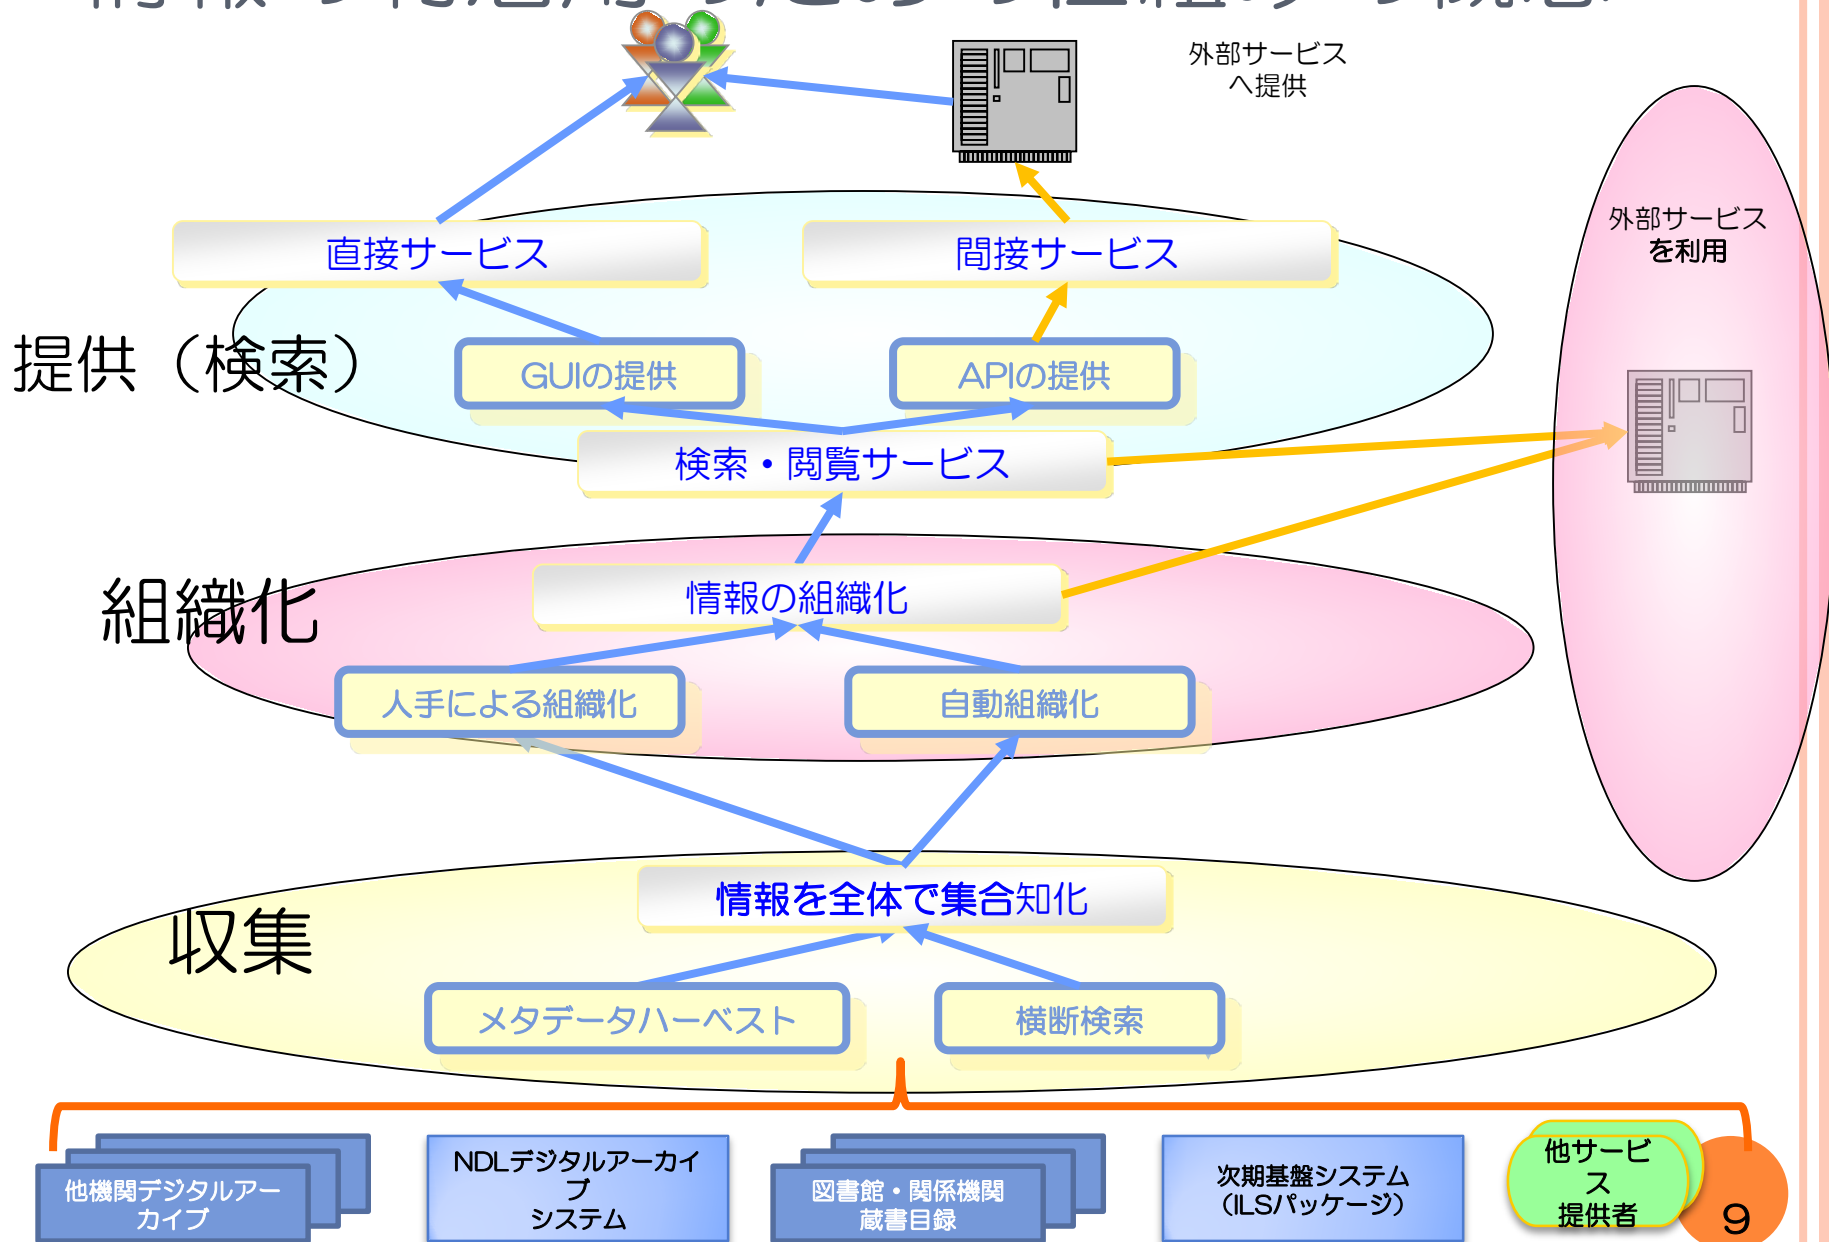 外部サービス
へ提供
直接サービス
間接サービス
外部サービス
を利用
提供（検索）
GUIの提供
APIの提供
検索・閲覧サービス
組織化
情報の組織化
人手による組織化
自動組織化
収集
情報を全体で集合知化
メタデータハーベスト
横断検索
他機関デジタルアー
カイブ
NDLデジタルアーカイ
ブ
システム
図書館・関係機関
蔵書目録
次期基盤システム
（ILSパッケージ）
他サービ
ス
提供者
9